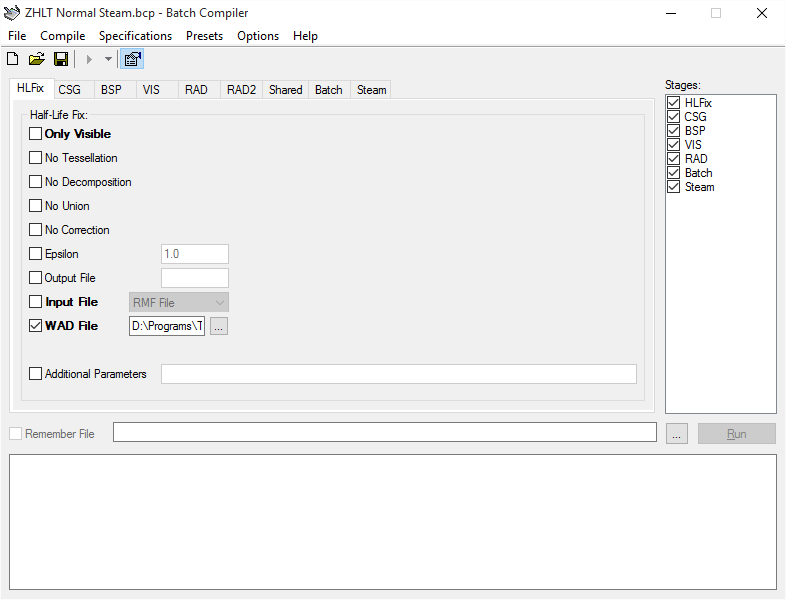 ZHLT Normal Steam.bcp - Batch Compiler
File Compile Specifications Presets Options Help
HLFix CSG BSP VIS RAD RAD2 Shared Batch Steam
Stages:
Half-Life Fix:
Only Visible
No Tessellation
No Decomposition
No Union
No Correction
Epsilon 1.0
Output File
Input File RMF File
WAD File D:\Programs\T ...
Additional Parameters
HLFix
CSG
BSP
VIS
RAD
Batch
Steam
Remember File ... Run